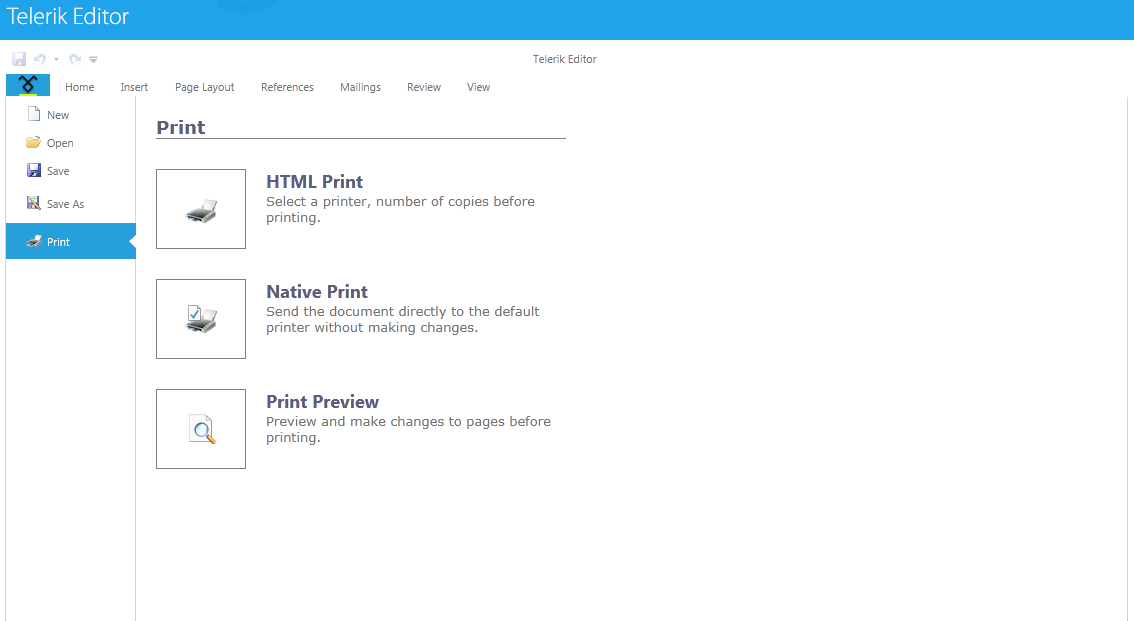 Telerik Editor
Telerik Editor
Home Insert Page Layout References Mailings Review View
New
Open
Save
Save As
Print
Print
HTML Print
Select a printer, number of copies before
printing.
Native Print
Send the document directly to the default
printer without making changes.
Print Preview
Preview and make changes to pages before
printing.